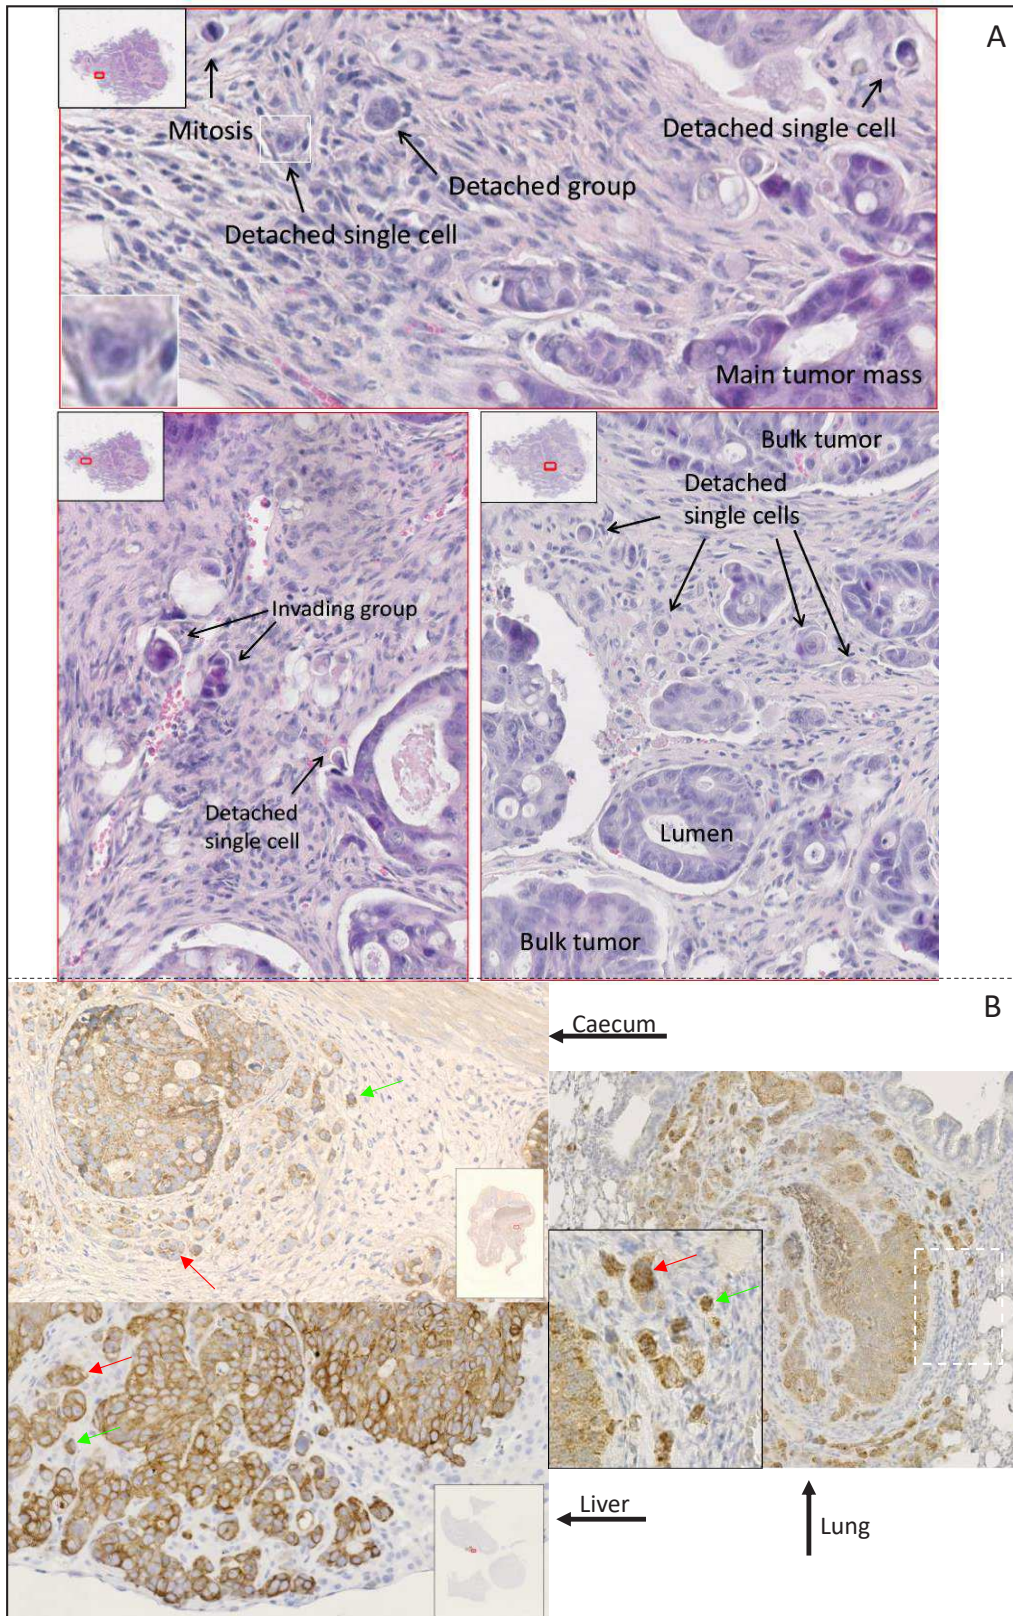 A
Mitosis
Detached single cell
Detached group
Detached single cell
Main tumor mass
Bulk tumor
Detached
single cells
Invading group
Detached
single cell
Lumen
Bulk tumor
B
Caecum
Liver
Lung